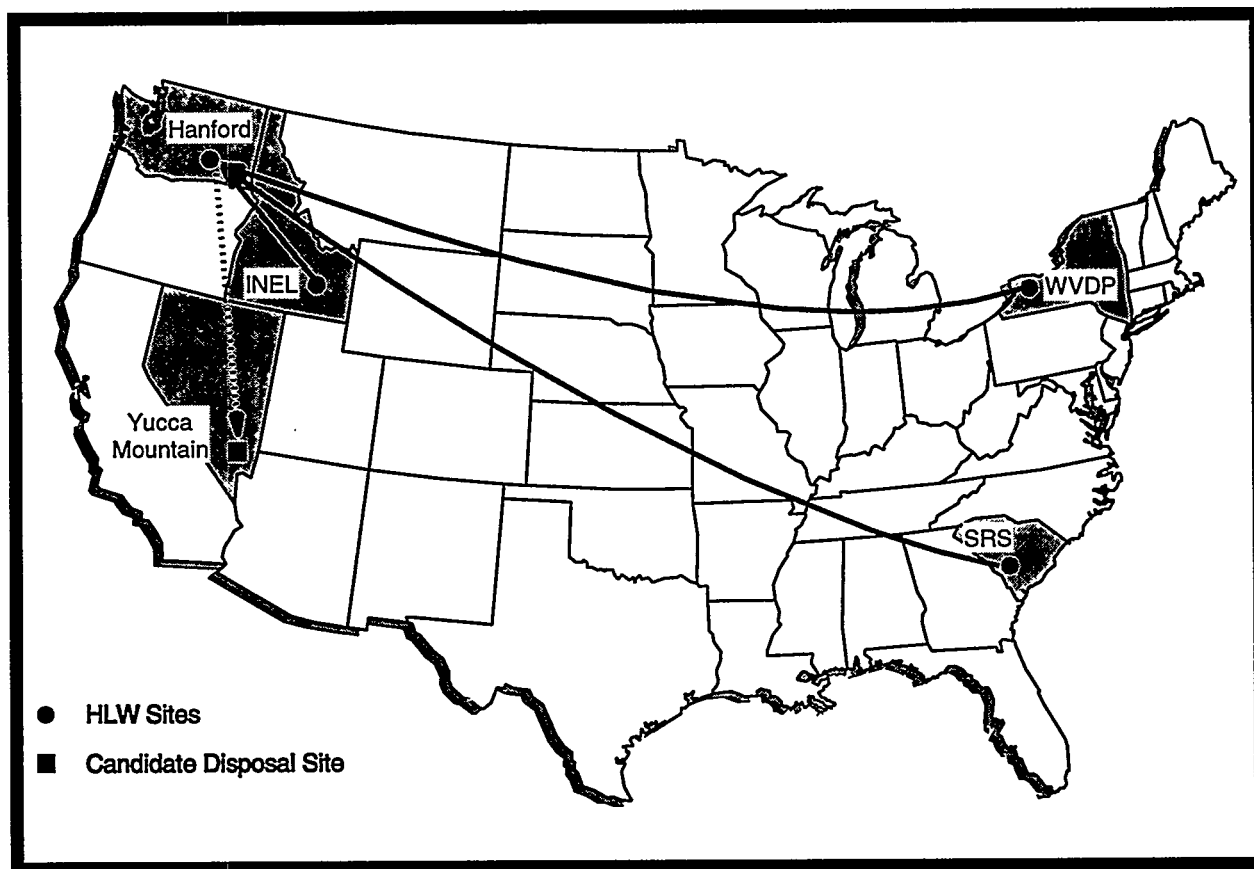 Hanford
INEL
WVDP
Yucca
Mountain
SRS
HLW Sites
Candidate Disposal Site